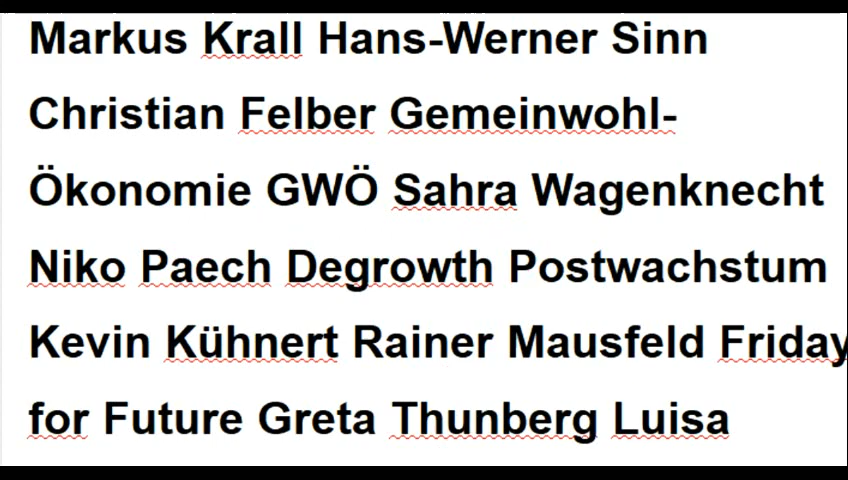 Markus Krall Hans-Werner Sinn
Christian Felber Gemeinwohl-
Ökonomie GWÖ Sahra Wagenknecht
Niko Paech Degrowth Postwachstum
Kevin Kühnert Rainer Mausfeld Friday
for Future Greta Thunberg Luisa